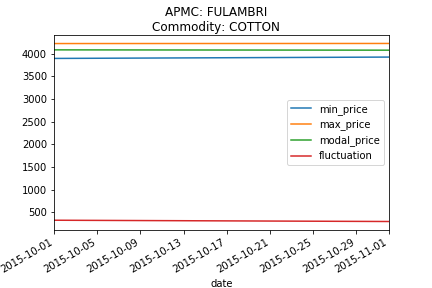 APMC: FULAMBRI
Commodity: COTTON
4000
3500
3000
2500
2000
1500
1000
500
min_price
max_price
modal_price
fluctuation
2015-10-01
2015-10-05
2015-10-09
2015-10-13
2015-10-17
2015-10-21
2015-10-25
2015-10-29
2015-11-01
date